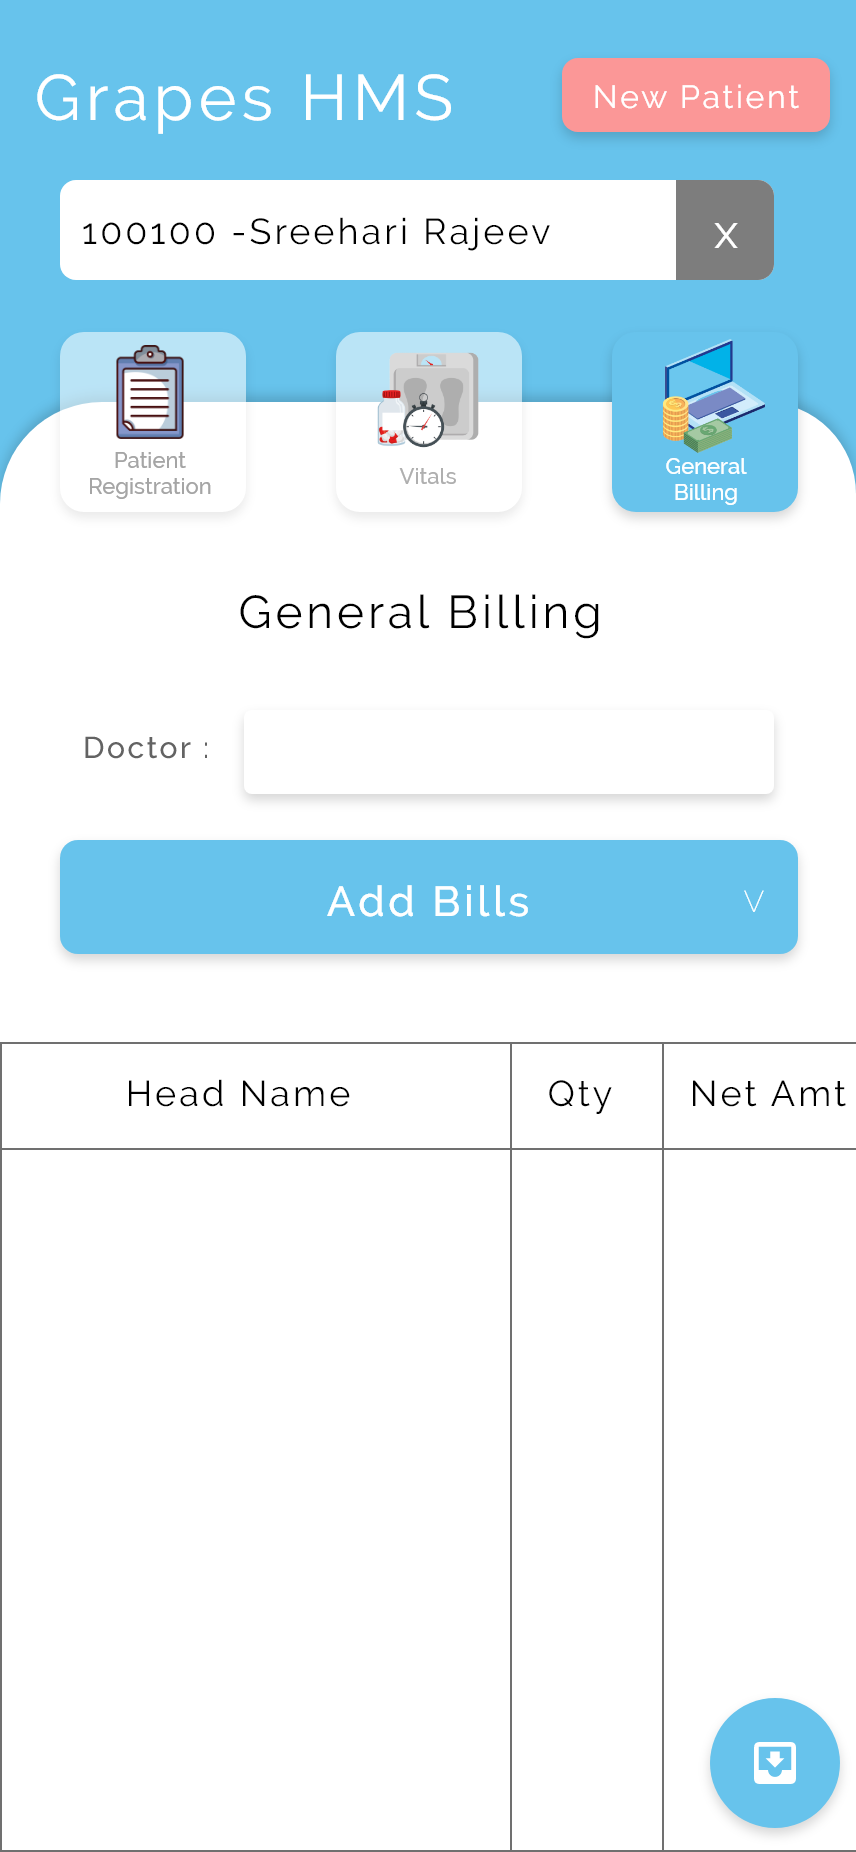 Grapes HMS
New Patient
100100 -Sreehari Rajeev
X
Patient
Registration
Vitals
General
Billing
General Billing
Doctor :
Add Bills
V
Head Name
Qty
Net Amt